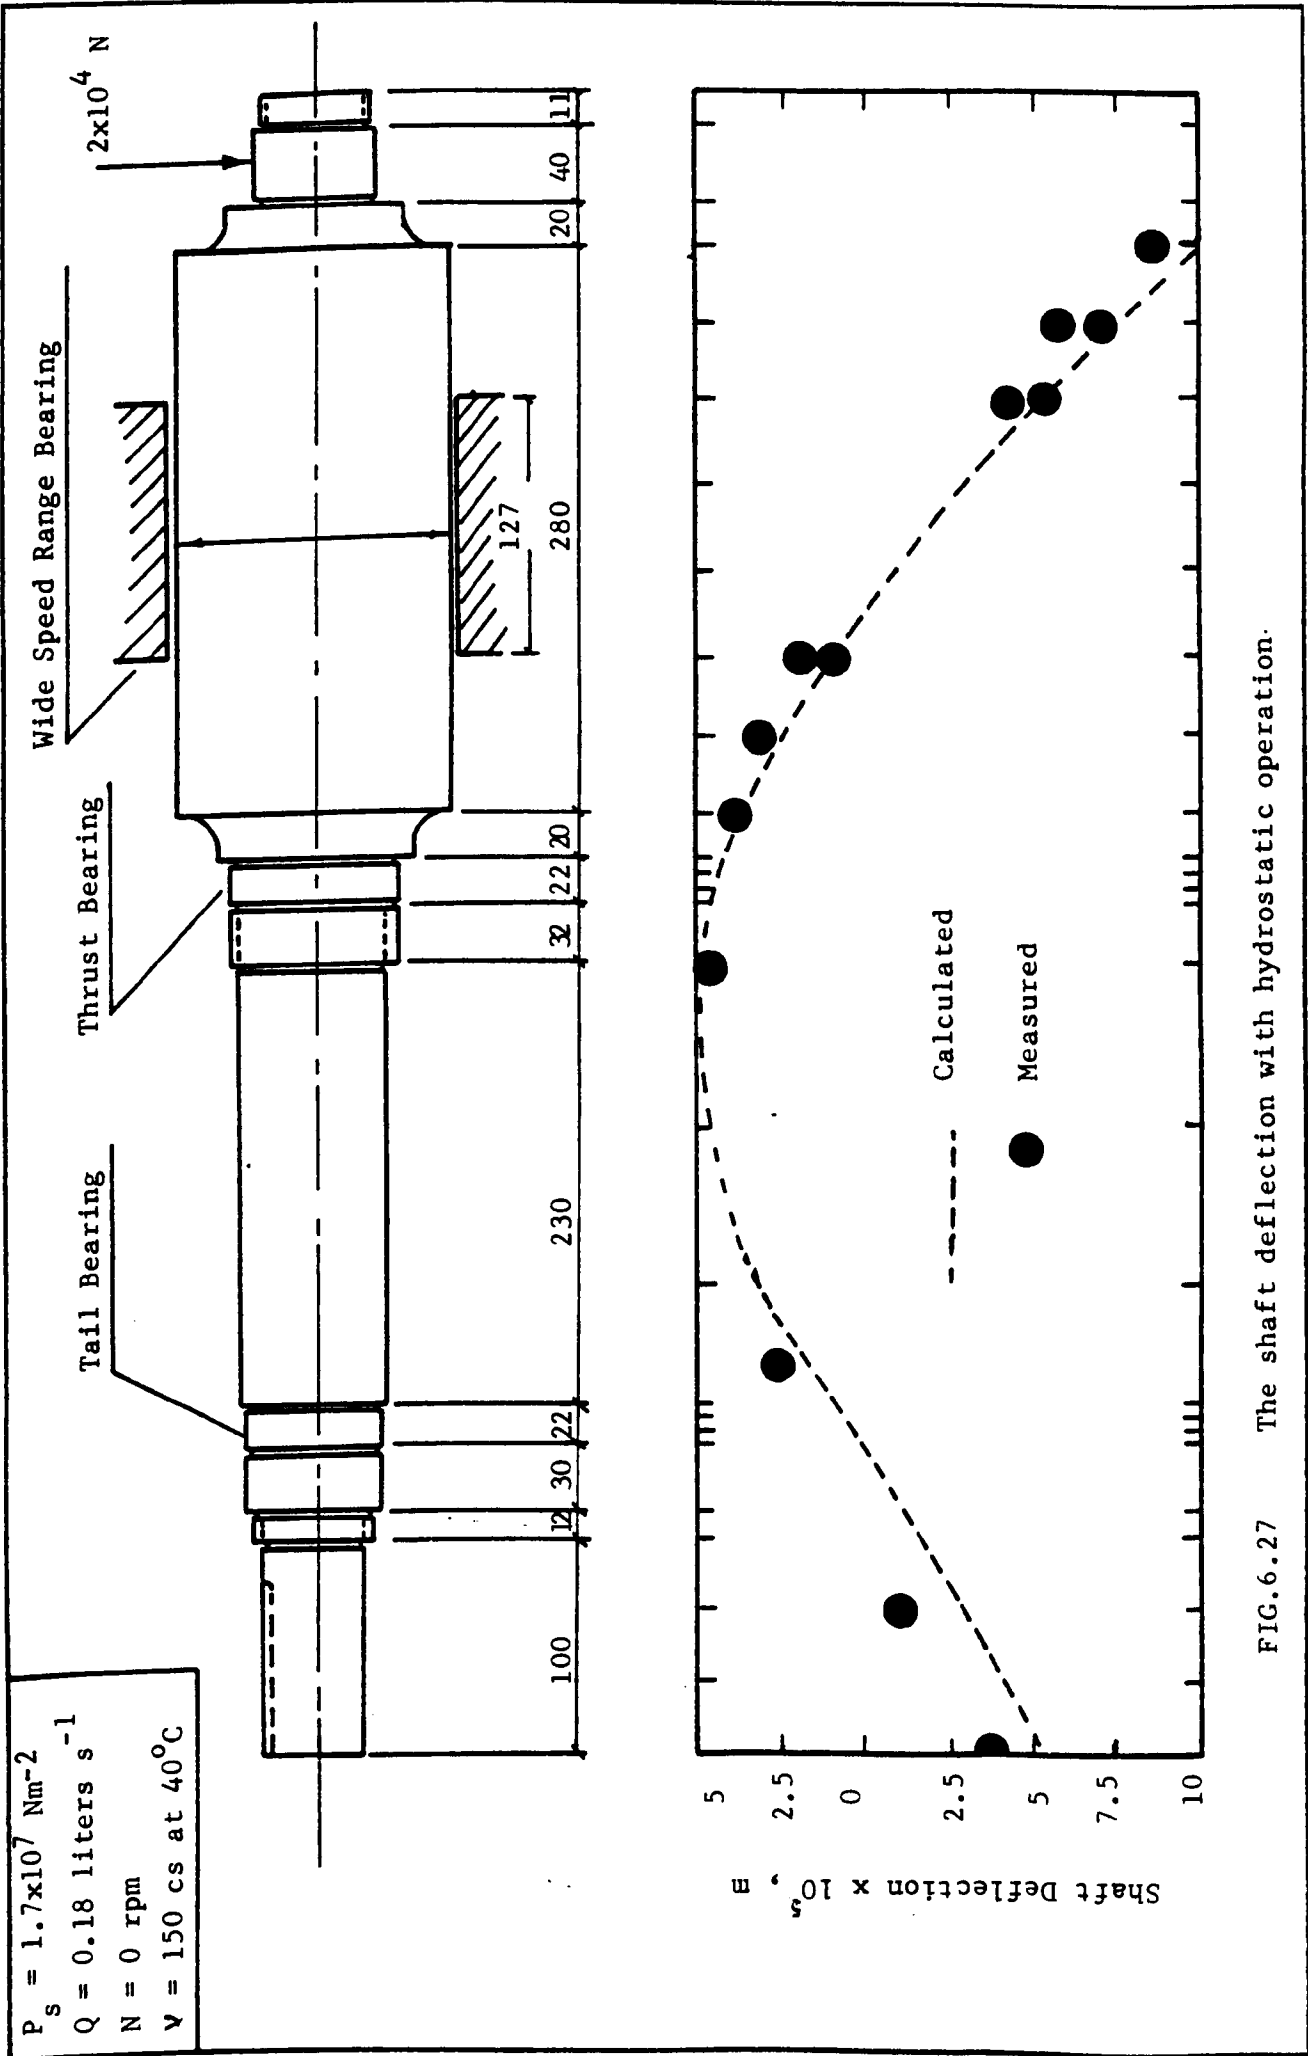 P_s = 1.7x10^7 Nm^-2
Q = 0.18 liters s^-1
N = 0 rpm
ν = 150 cs at 40°C
Tail Bearing
Thrust Bearing
Wide Speed Range Bearing
2x10^4 N
127
100
12
30
22
230
32
22
20
280
20
40
11
Shaft Deflection x 10^5, m
5
2.5
0
2.5
5
7.5
10
Calculated
Measured
FIG.6.27 The shaft deflection with hydrostatic operation.